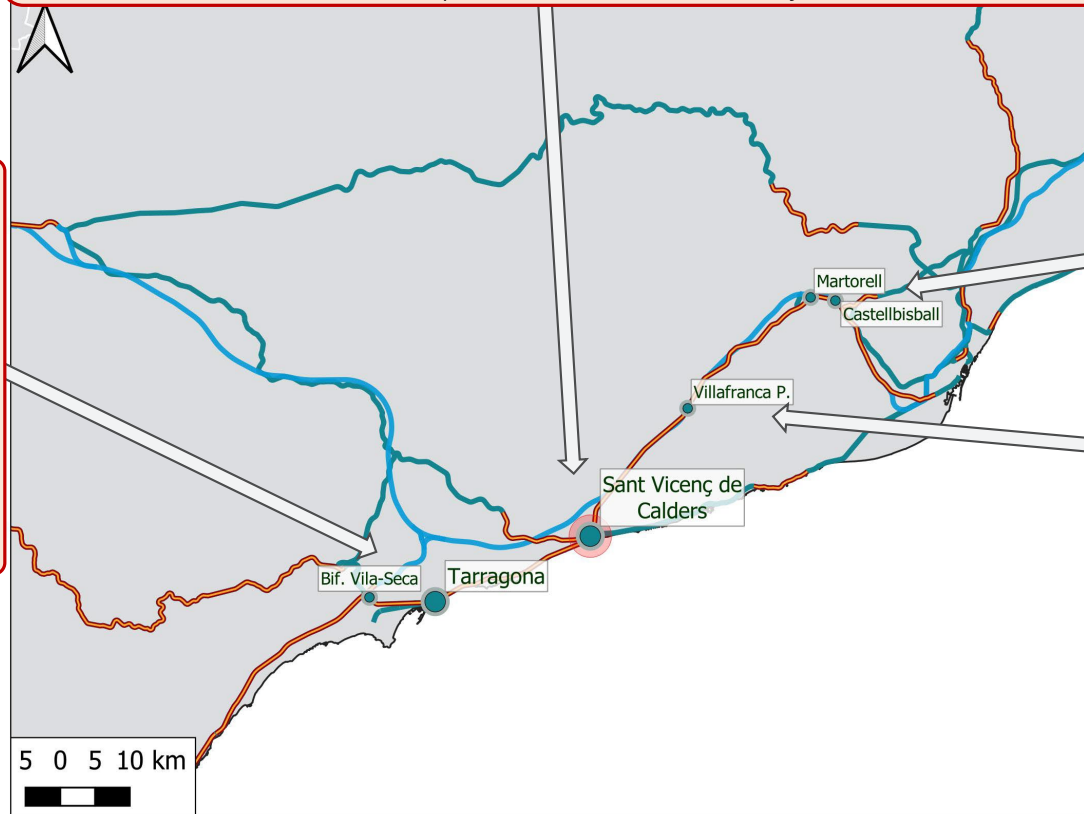 Martorell
Castellbisball
Villafranca P.
Sant Vicenç de
Calders
Bif. Vila-Seca
Tarragona
5 0 5 10 km